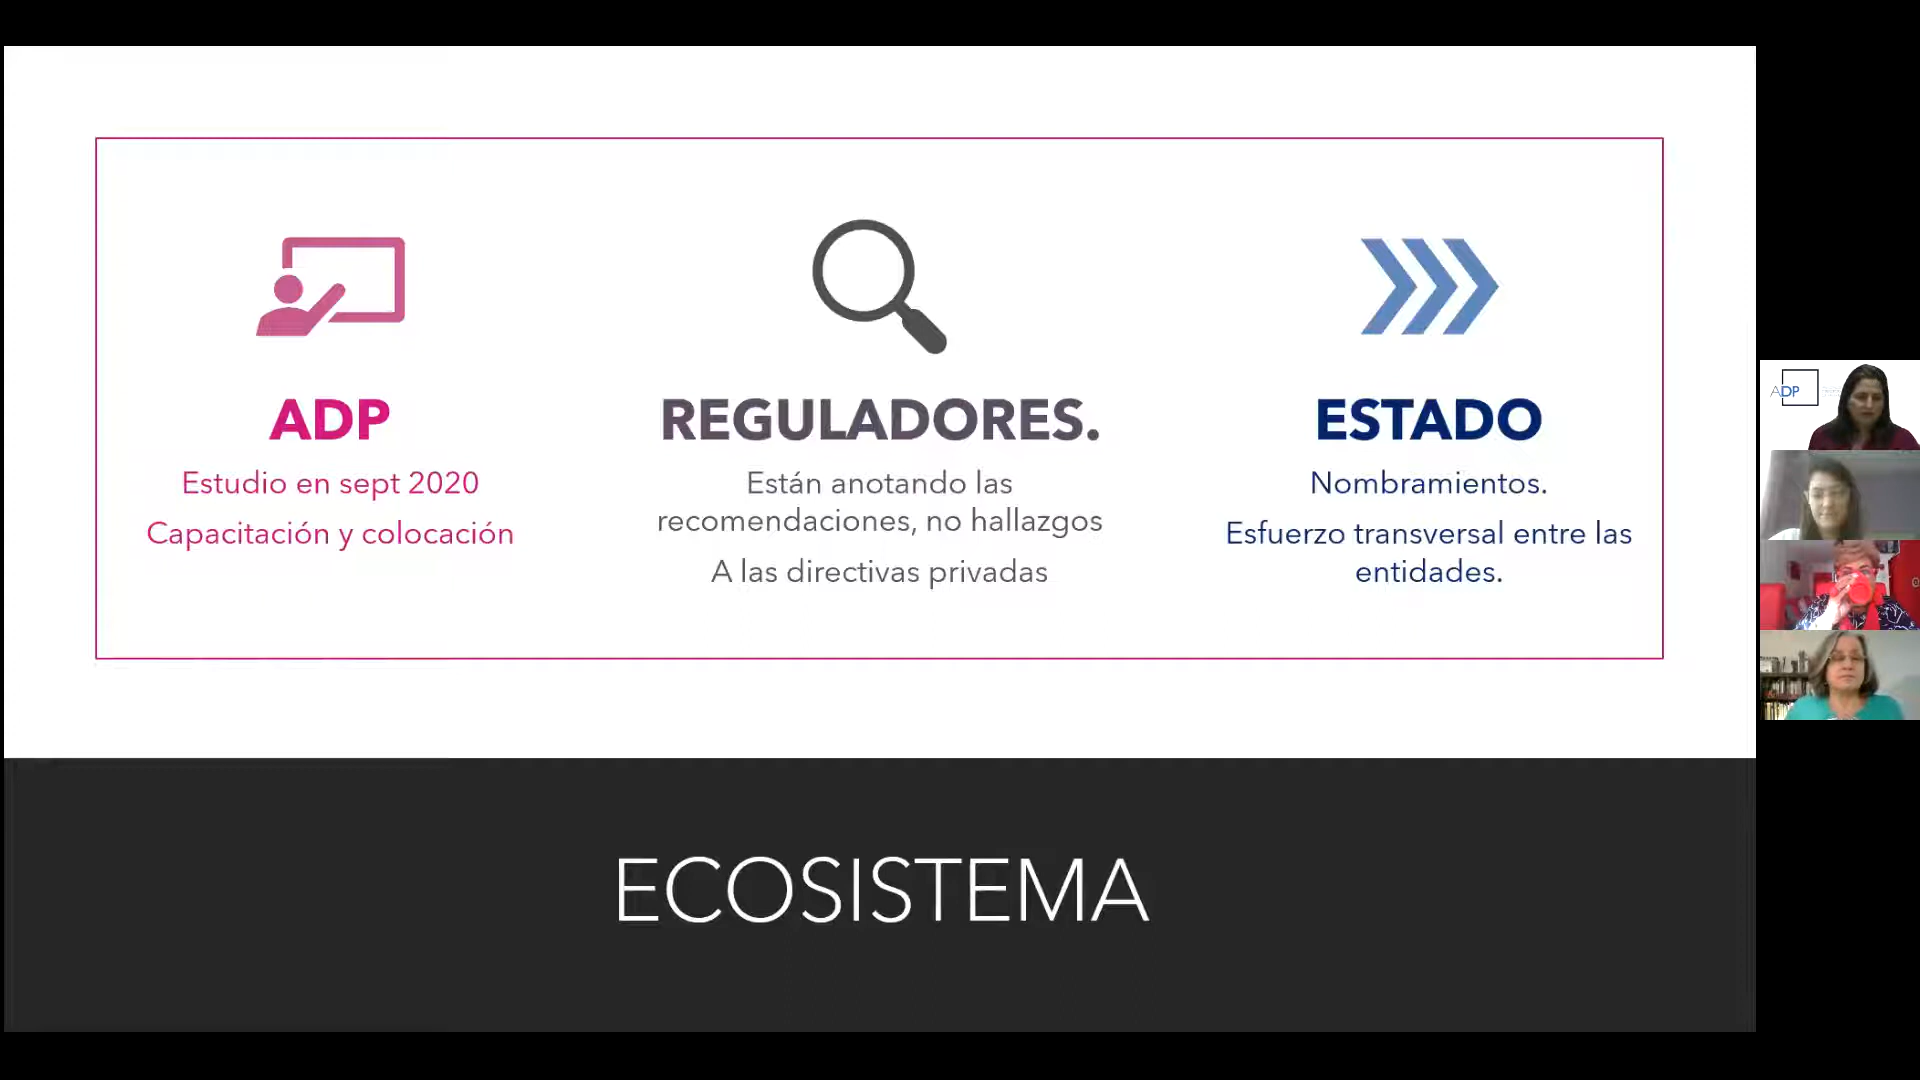 ADP
Estudio en sept 2020
Capacitación y colocación
REGULADORES.
Están anotando las
recomendaciones, no hallazgos
A las directivas privadas
ESTADO
Nombramientos.
Esfuerzo transversal entre las
entidades.
ECOSISTEMA
ADP